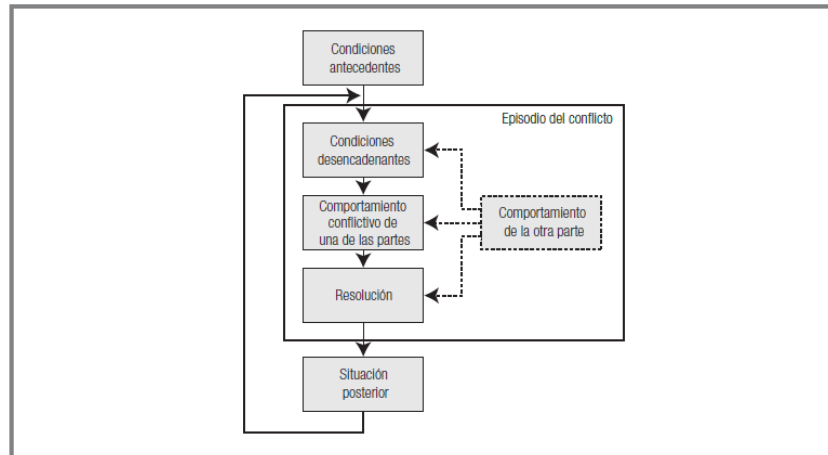 Condiciones
antecedentes
Episodio del conflicto
Condiciones
desencadenantes
Comportamiento
conflictivo de
una de las partes
Comportamiento
de la otra parte
Resolución
Situación
posterior